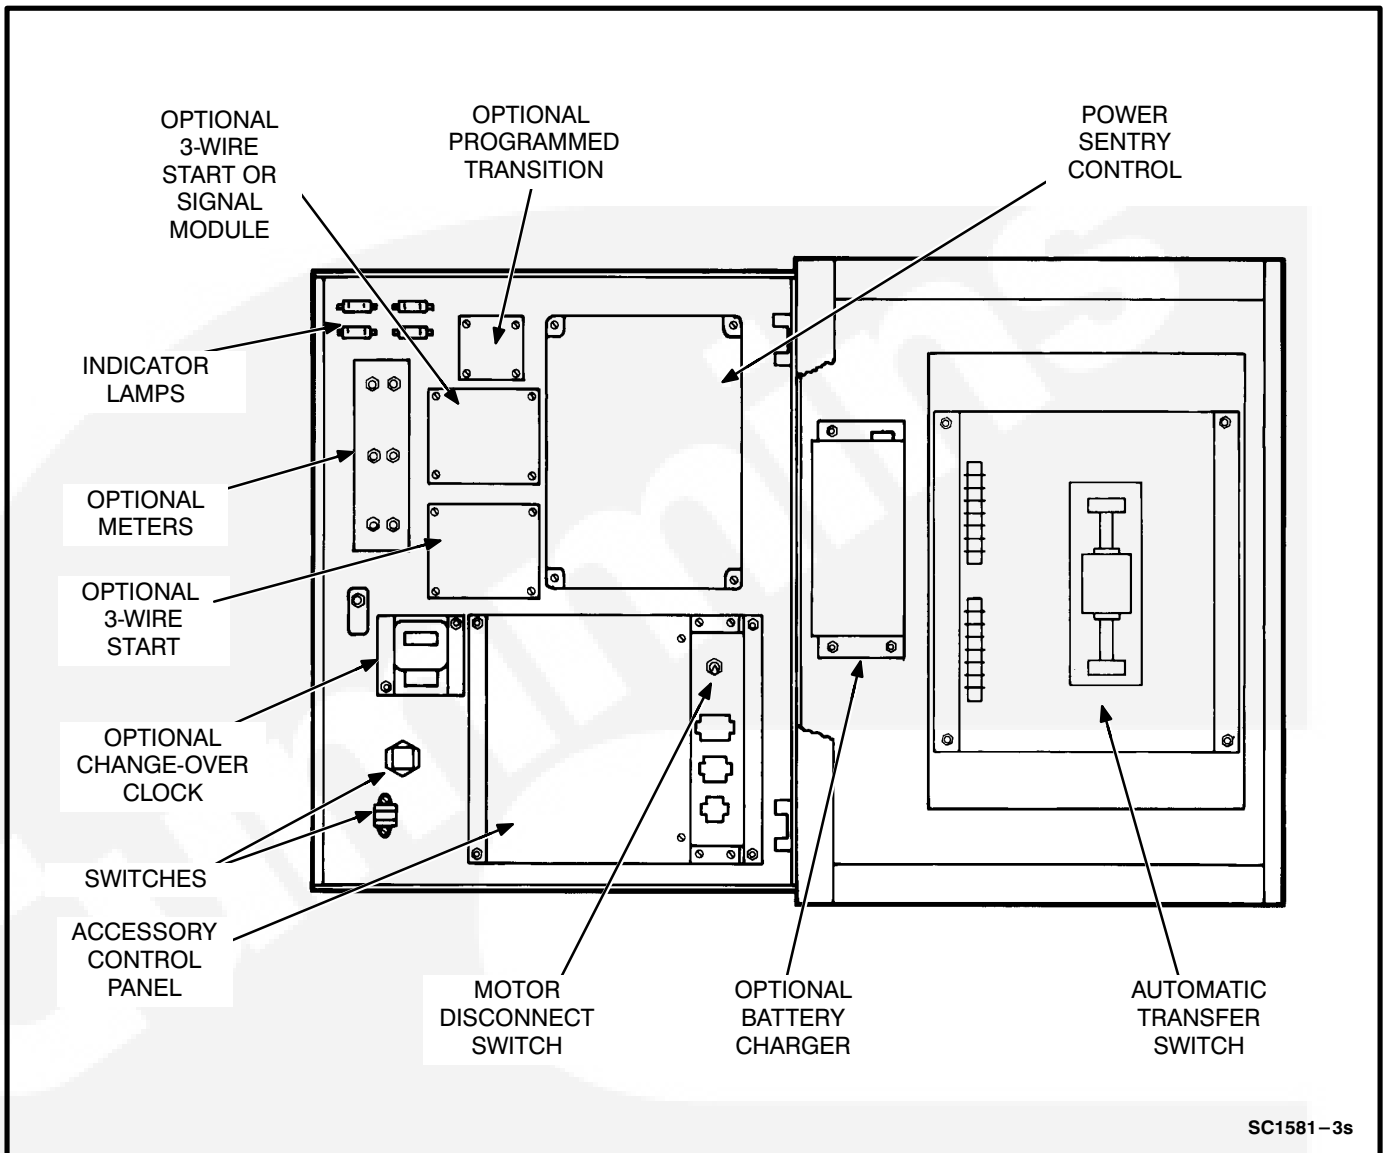 OPTIONAL
3-WIRE
START OR
SIGNAL
MODULE
OPTIONAL
PROGRAMMED
TRANSITION
POWER
SENTRY
CONTROL
INDICATOR
LAMPS
OPTIONAL
METERS
OPTIONAL
3-WIRE
START
OPTIONAL
CHANGE-OVER
CLOCK
SWITCHES
ACCESSORY
CONTROL
PANEL
MOTOR
DISCONNECT
SWITCH
OPTIONAL
BATTERY
CHARGER
AUTOMATIC
TRANSFER
SWITCH
SC1581–3s
Cummins